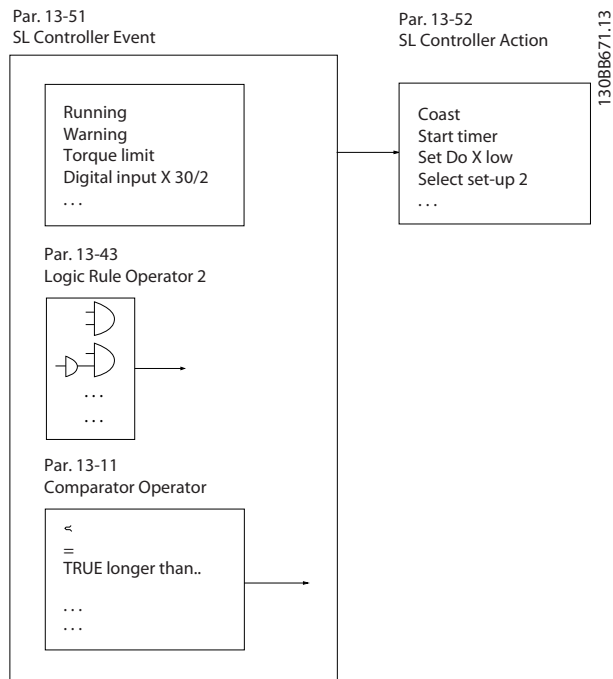 Par. 13-51
SL Controller Event
Par. 13-52
SL Controller Action
130BB671.13
Running
Warning
Torque limit
Digital input X 30/2
. . .
Coast
Start timer
Set Do X low
Select set-up 2
. . .
Par. 13-43
Logic Rule Operator 2
. . .
. . .
Par. 13-11
Comparator Operator
=
TRUE longer than..
. . .
. . .